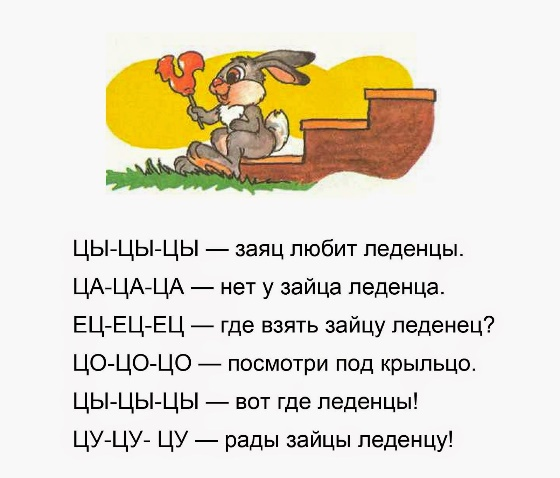 ЦЫ-ЦЫ-ЦЫ — заяц любит леденцы.
ЦА-ЦА-ЦА — нет у зайца леденца.
ЕЦ-ЕЦ-ЕЦ — где взять зайцу леденец?
ЦО-ЦО-ЦО — посмотри под крыльцо.
ЦЫ-ЦЫ-ЦЫ — вот где леденцы!
ЦУ-ЦУ- ЦУ — рады зайцы леденцу!